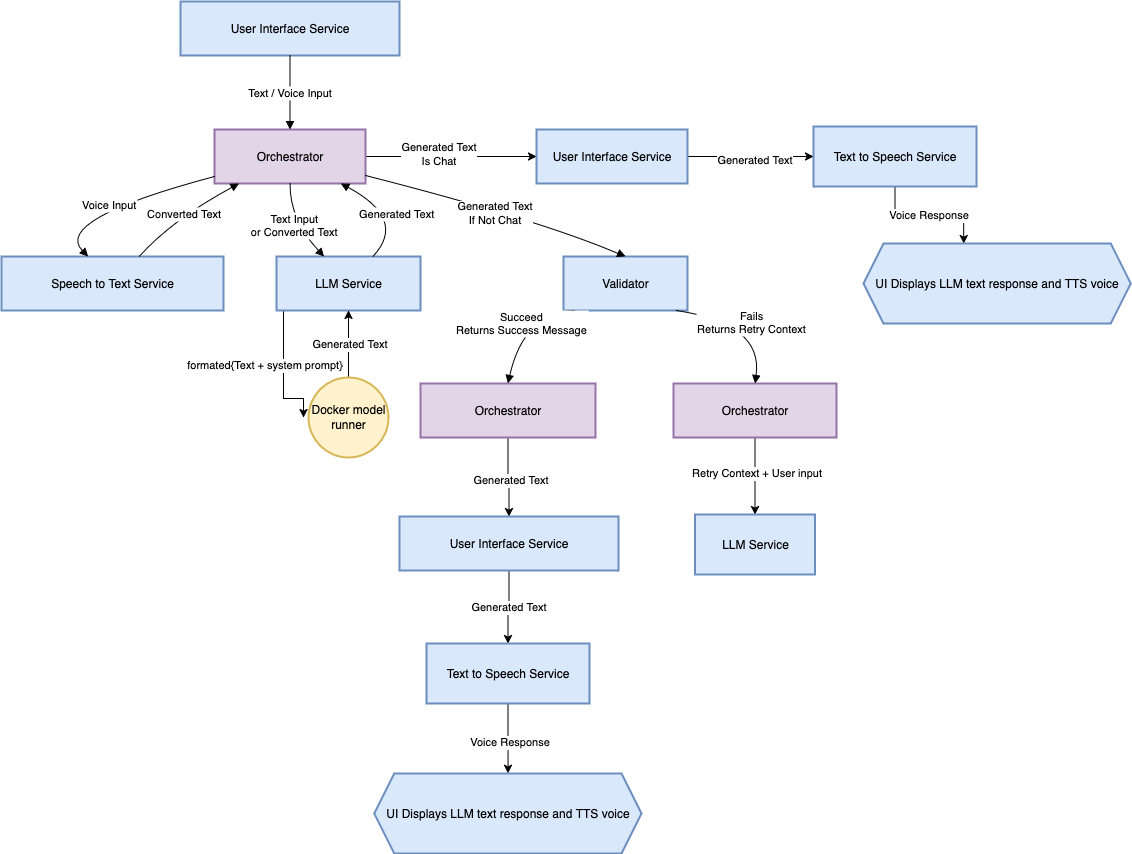 User Interface Service
Text / Voice Input
Orchestrator
Generated Text
Is Chat
User Interface Service
Generated Text
Text to Speech Service
Voice Input
Converted Text
Text Input
or Converted Text
Generated Text
Generated Text
If Not Chat
Voice Response
Speech to Text Service
LLM Service
Validator
UI Displays LLM text response and TTS voice
Succeed
Returns Success Message
Fails
Returns Retry Context
Generated Text
formated{Text + system prompt}
Docker model
runner
Orchestrator
Orchestrator
Generated Text
Retry Context + User input
User Interface Service
LLM Service
Generated Text
Text to Speech Service
Voice Response
UI Displays LLM text response and TTS voice